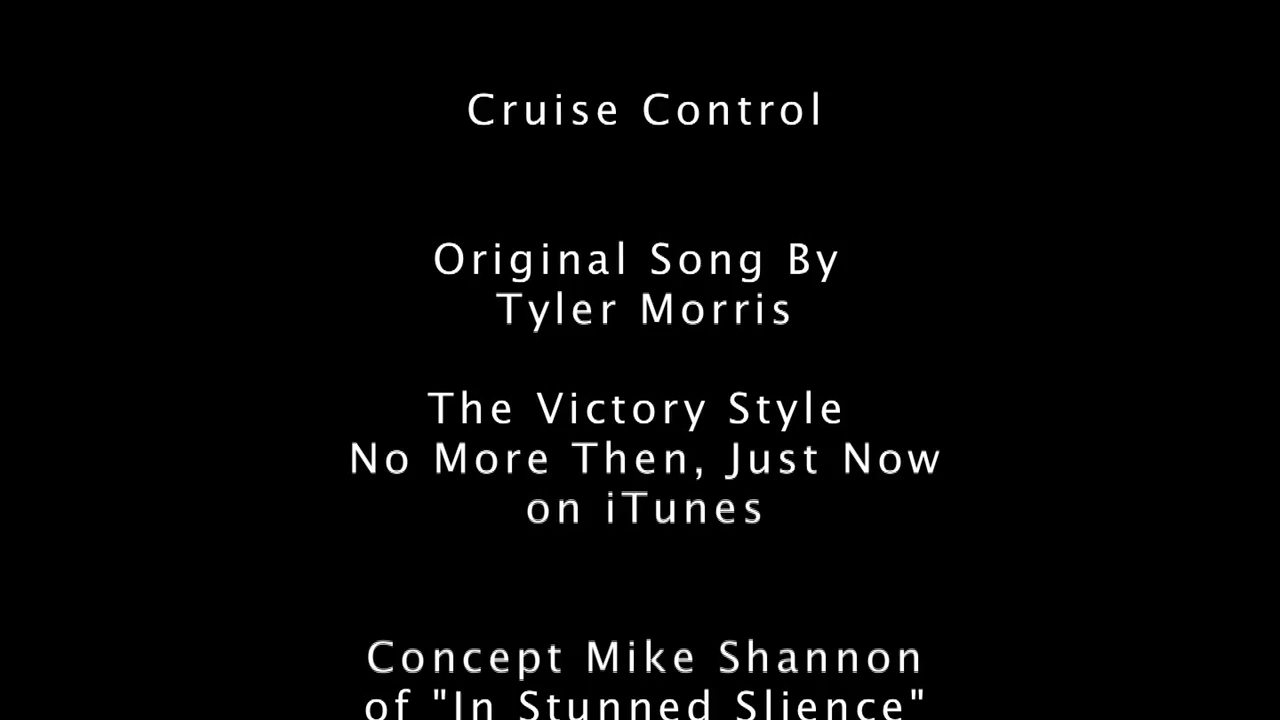 Cruise Control
Original Song By
Tyler Morris
The Victory Style
No More Then, Just Now
on iTunes
Concept Mike Shannon
of "In Stunned Slience"